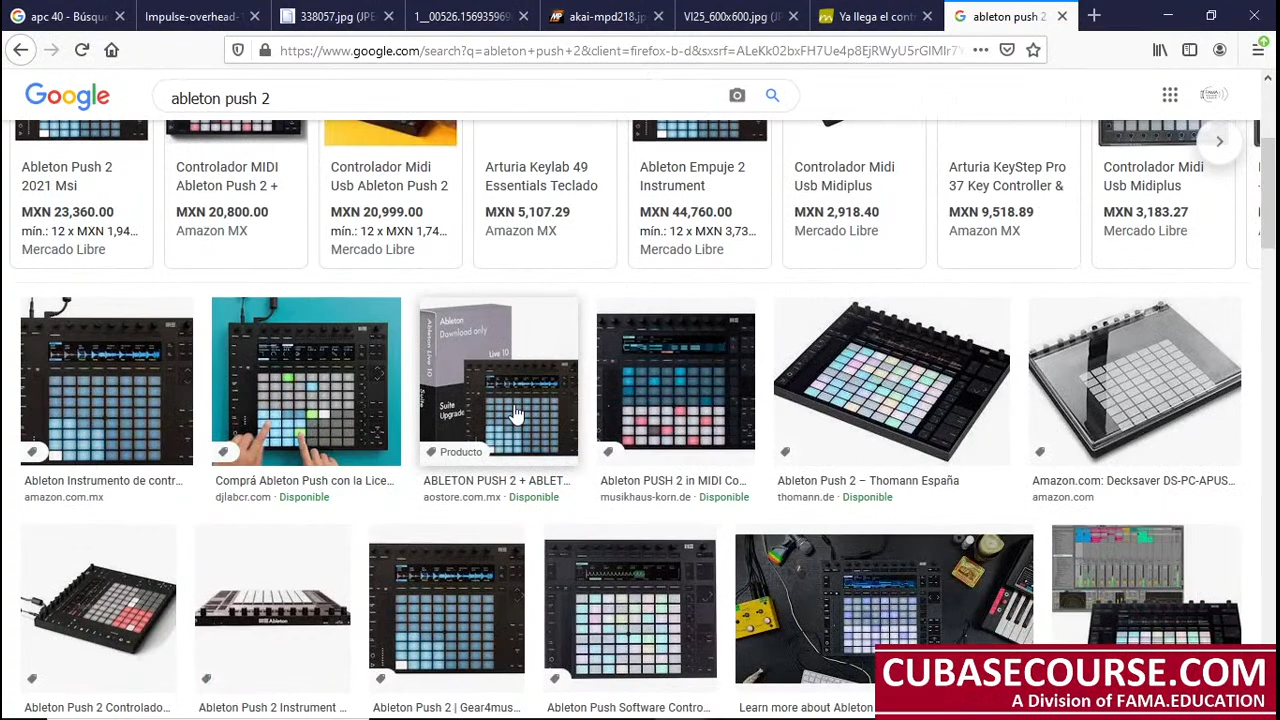 apc 40 - Búsqu
Impulse-overhead-1
338057.jpg (JPE
1__00126.156935969
akai-mpd218.jp
VI25_600x600.jpg
Ya llega el cont
ableton push 2
https://www.google.com/search?q=ableton+push+2&client=firefox-b-d&sxsrf=ALeKk02bxFH7Ue4p8EjRWyU5rGIMIr7Y
Google
ableton push 2
Ableton Push 2
2021 Msi
MXN 23,360.00
mín.: 12 x MXN 1,94...
Mercado Libre
Controlador MIDI
Ableton Push 2 +
MXN 20,800.00
Amazon MX
Controlador Midi
Usb Ableton Push 2
MXN 20,999.00
mín.: 12 x MXN 1,74...
Mercado Libre
Arturia Keylab 49
Essentials Teclado
MXN 5,107.29
Amazon MX
Ableton Empuje 2
Instrument
MXN 44,760.00
mín.: 12 x MXN 3,73...
Mercado Libre
Controlador Midi
Usb Midiplus
MXN 2,918.40
Mercado Libre
Arturia KeyStep Pro
37 Key Controller &
MXN 9,518.89
Amazon MX
Controlador Midi
Usb Midiplus
MXN 3,183.27
Mercado Libre
Ableton
Download only
Live 10
Ableton Live 10
Suite
Suite
Upgrade
Producto
Ableton Instrumento de contr...
amazon.com.mx
Comprá Ableton Push con la Lice...
djlabcr.com · Disponible
ABLETON PUSH 2 + ABLET...
aostore.com.mx · Disponible
Ableton PUSH 2 in MIDI Co...
musikhaus-korn.de · Disponible
Ableton Push 2 – Thomann España
thomann.de · Disponible
Amazon.com: Decksaver DS-PC-APUS...
amazon.com
Ableton
Ableton Push 2 Controlado...
Ableton Push 2 Instrument ...
Ableton Push 2 | Gear4mus...
Ableton Push Software Contro...
Learn more about Ableton
CUBASECOURSE.COM
A Division of FAMA.EDUCATION